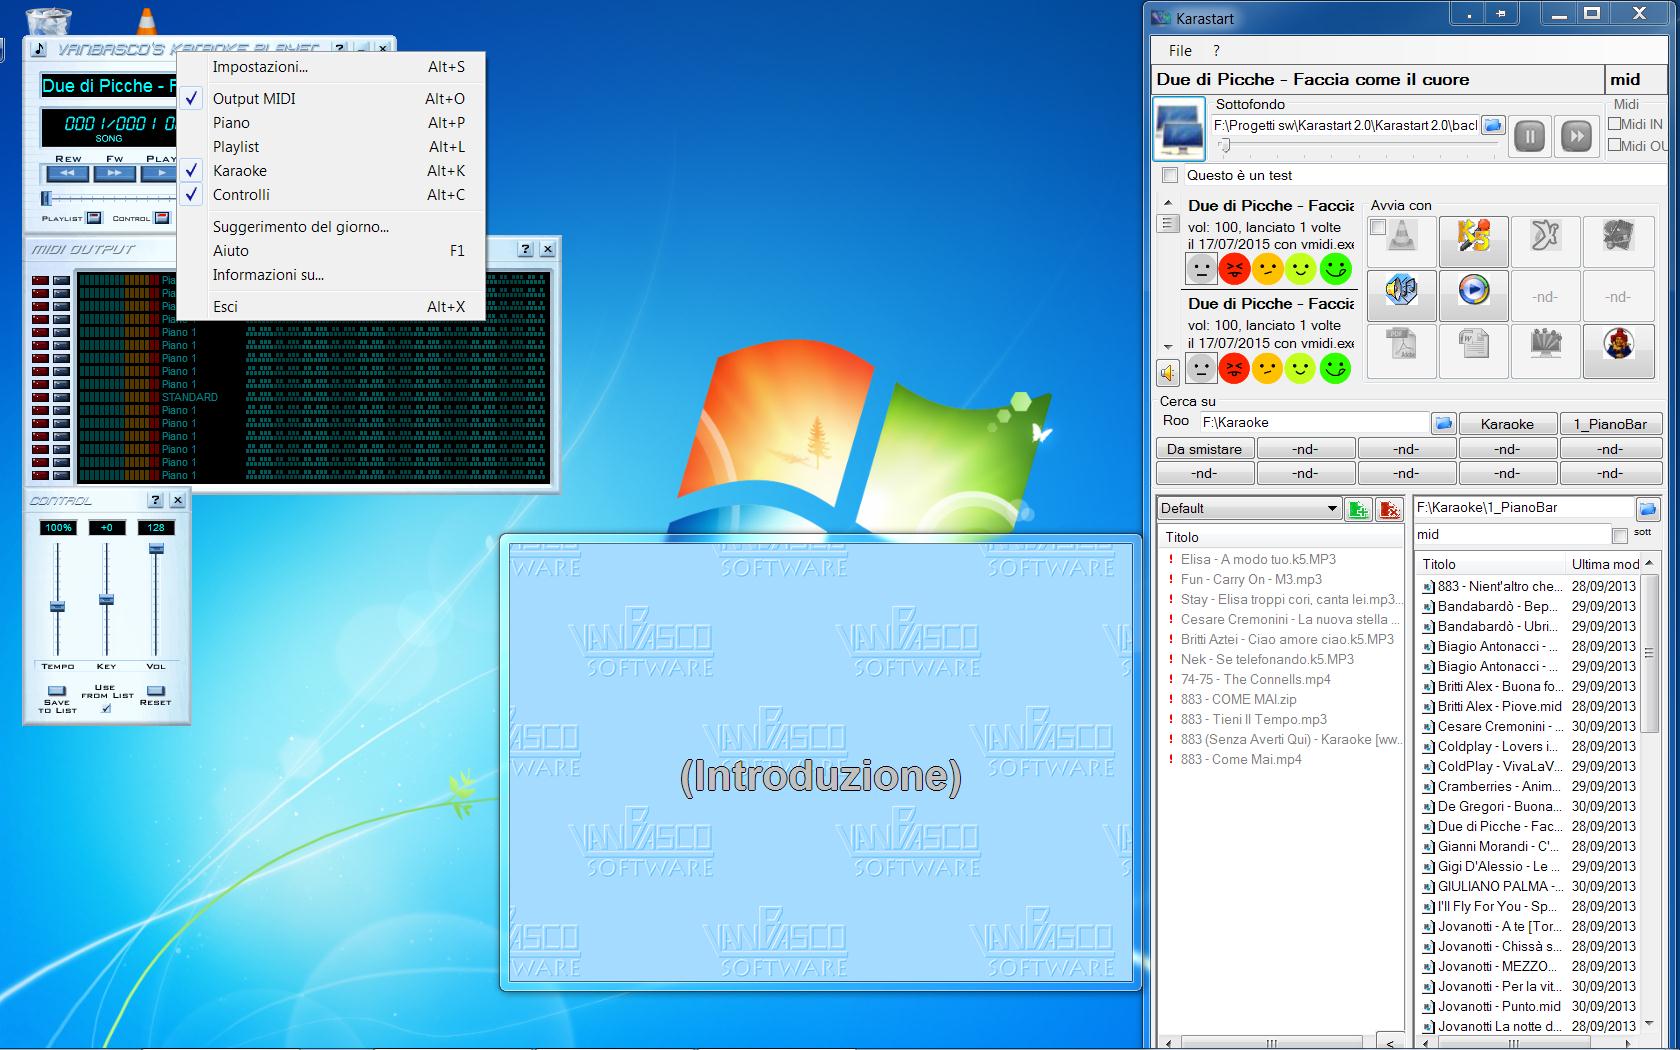 VANBASCO'S KARAOKE PLAYER
Due di Picche - F
0001/0001
SONG
REW FW PLAY
PLAYLIST CONTROL
Impostazioni... Alt+S
Output MIDI Alt+O
Piano Alt+P
Playlist Alt+L
Karaoke Alt+K
Controlli Alt+C
Suggerimento del giorno...
Aiuto F1
Informazioni su...
Esci Alt+X
MIDI OUTPUT
Pia
Pia
Pia
Piano 1
Piano 1
Piano 1
Piano 1
Piano 1
Piano 1
STANDARD
Piano 1
Piano 1
Piano 1
Piano 1
Piano 1
Piano 1
CONTROL
100% +0 128
TEMPO KEY VOL
SAVE TO LIST
USE FROM LIST
RESET
VANBASCO SOFTWARE
(Introduzione)
Karastart
File ?
Due di Picche - Faccia come il cuore mid
Sottofondo
F:\Progetti sw\Karastart 2.0\Karastart 2.0\bacl
Midi
Midi IN
Midi OU
Questo è un test
Due di Picche - Faccia
vol: 100, lanciato 1 volte
il 17/07/2015 con vmidi.exe
Due di Picche - Faccia
vol: 100, lanciato 1 volte
il 17/07/2015 con vmidi.exe
Avvia con
K5
-nd- -nd-
Cerca su
Roo F:\Karaoke Karaoke 1_PianoBar
Da smistare -nd- -nd- -nd- -nd-
-nd- -nd- -nd- -nd- -nd-
Default
Titolo
Elisa - A modo tuo.k5.MP3
Fun - Carry On - M3.mp3
Stay - Elisa troppi cori, canta lei.mp3...
Cesare Cremonini - La nuova stella ...
Britti Aztei - Ciao amore ciao.k5.MP3
Nek - Se telefonando.k5.MP3
74-75 - The Connells.mp4
883 - COME MAI.zip
883 - Tieni Il Tempo.mp3
883 (Senza Averti Qui) - Karaoke [ww...
883 - Come Mai.mp4
F:\Karaoke\1_PianoBar
mid sott
Titolo Ultima mod
883 - Nient'altro che... 28/09/2013
Bandabardò - Bep... 29/09/2013
Bandabardò - Ubri... 29/09/2013
Biagio Antonacci - ... 28/09/2013
Biagio Antonacci - ... 29/09/2013
Britti Alex - Buona fo... 29/09/2013
Britti Alex - Piove.mid 28/09/2013
Cesare Cremonini - ... 30/09/2013
Coldplay - Lovers i... 28/09/2013
ColdPlay - VivaLaV... 28/09/2013
Cramberries - Anim... 29/09/2013
De Gregori - Buona... 30/09/2013
Due di Picche - Fac... 28/09/2013
Gianni Morandi - C'... 28/09/2013
Gigi D'Alessio - Le ... 29/09/2013
GIULIANO PALMA -... 30/09/2013
I'll Fly For You - Sp... 28/09/2013
Jovanotti - A te [Tor... 28/09/2013
Jovanotti - Chissà s... 28/09/2013
Jovanotti - MEZZO... 28/09/2013
Jovanotti - Per la vit... 30/09/2013
Jovanotti - Punto.mid 28/09/2013
Jovanotti La notte d... 28/09/2013